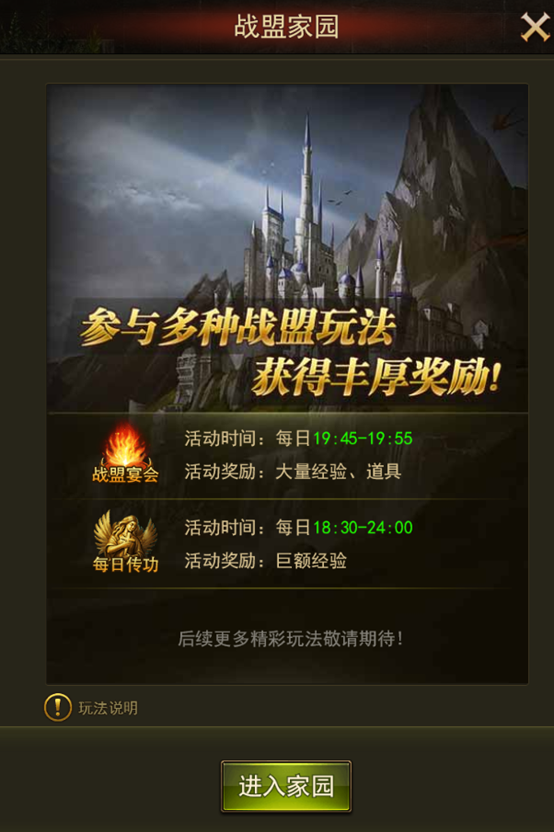 战盟家园
参与多种战盟玩法
获得丰厚奖励!
战盟宴会
活动时间：每日19:45-19:55
活动奖励：大量经验、道具
每日传功
活动时间：每日18:30-24:00
活动奖励：巨额经验
后续更多精彩玩法敬请期待!
玩法说明
进入家园